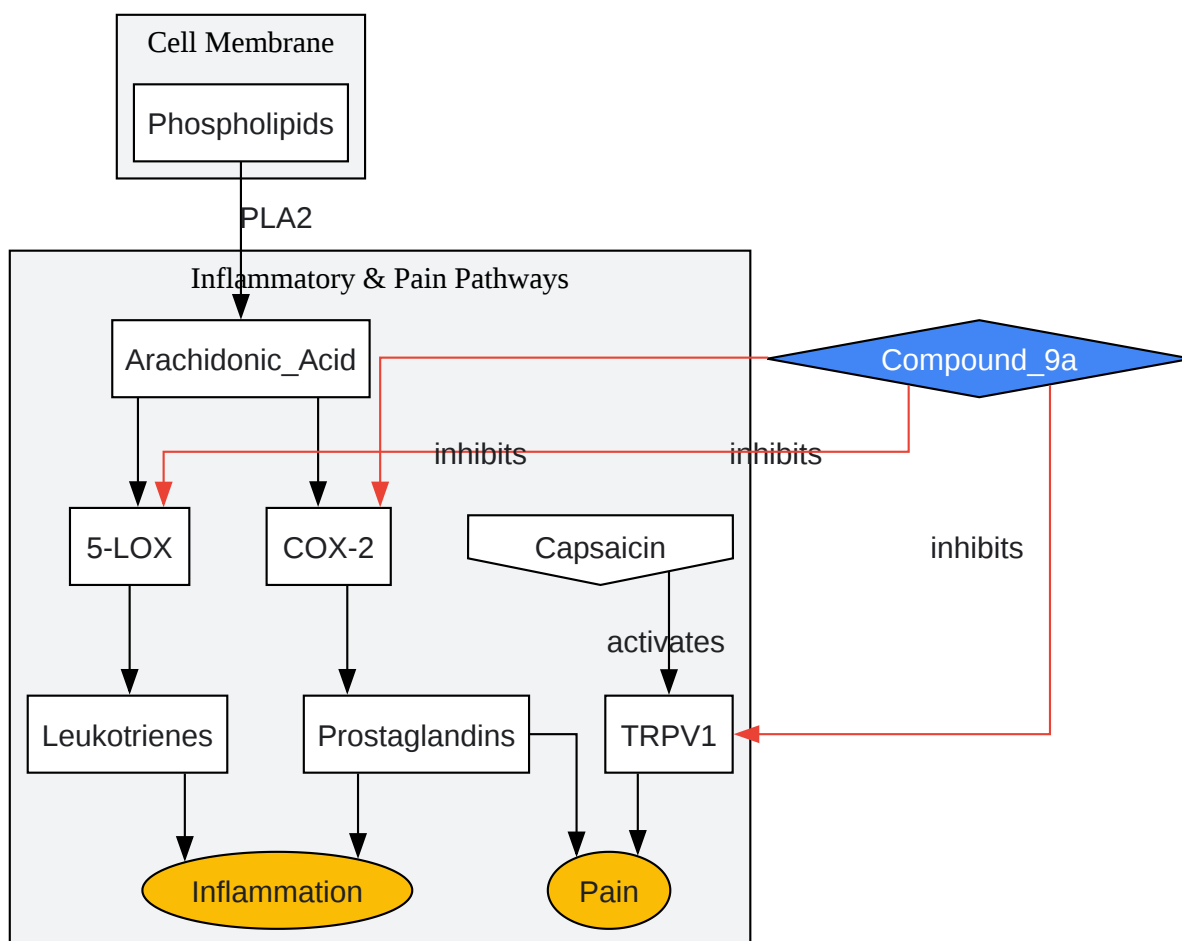 Cell Membrane
Phospholipids
PLA2
Inflammatory & Pain Pathways
Arachidonic_Acid
Compound_9a
inhibits
inhibits
5-LOX
COX-2
Capsaicin
inhibits
activates
Leukotrienes
Prostaglandins
TRPV1
Inflammation
Pain